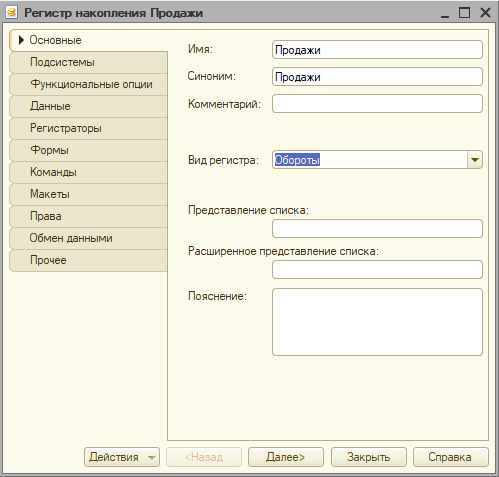 Регистр накопления Продажи
Основные
Подсистемы
Функциональные опции
Данные
Регистраторы
Формы
Команды
Макеты
Права
Обмен данными
Прочее
Имя: Продажи
Синоним: Продажи
Комментарий:
Вид регистра: Обороты
Представление списка:
Расширенное представление списка:
Пояснение:
Действия <Назад Далее> Закрыть Справка